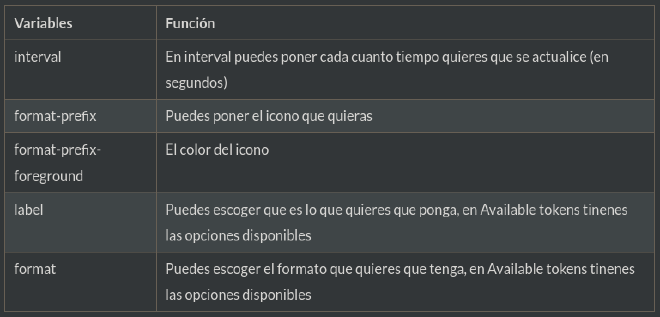 Variables Función
interval En interval puedes poner cada cuanto tiempo quieres que se actualice (en
segundos)
format-prefix Puedes poner el icono que quieras
format-prefix- El color del icono
foreground
label Puedes escoger que es lo que quieres que ponga, en Available tokens tinenes
las opciones disponibles
format Puedes escoger el formato que quieres que tenga, en Available tokens tinenes
las opciones disponibles